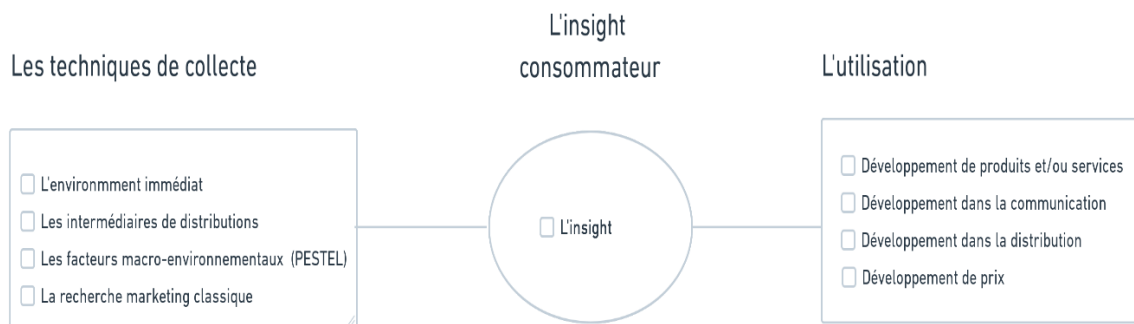 Les techniques de collecte
L'environmment immédiat
Les intermédiaires de distributions
Les facteurs macro-environnementaux (PESTEL)
La recherche marketing classique
L'insight
consommateur
L'insight
L'utilisation
Développement de produits et/ou services
Développement dans la communication
Développement dans la distribution
Développement de prix